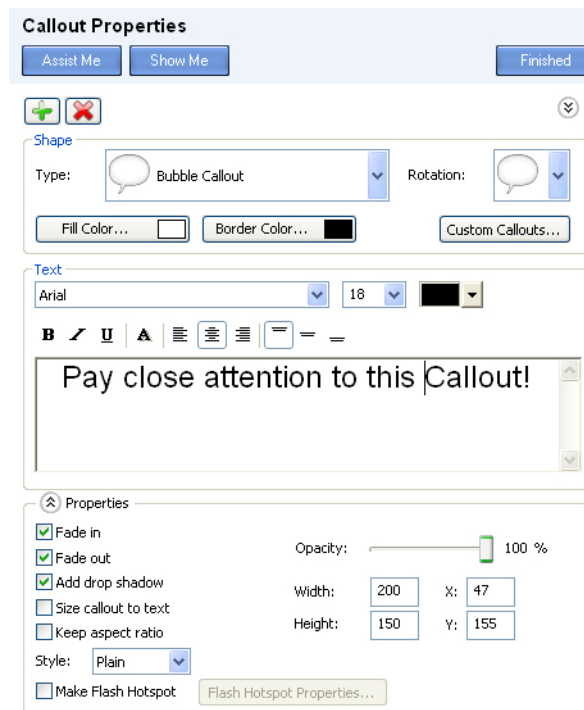 Callout Properties
Assist Me Show Me Finished
Shape
Type: Bubble Callout Rotation:
Fill Color... Border Color... Custom Callouts...
Text
Arial 18
B I U A
Pay close attention to this Callout!
Properties
Fade in
Fade out
Opacity: 100 %
Add drop shadow
Width: 200 X: 47
Size callout to text
Height: 150 Y: 155
Keep aspect ratio
Style: Plain
Make Flash Hotspot Flash Hotspot Properties...